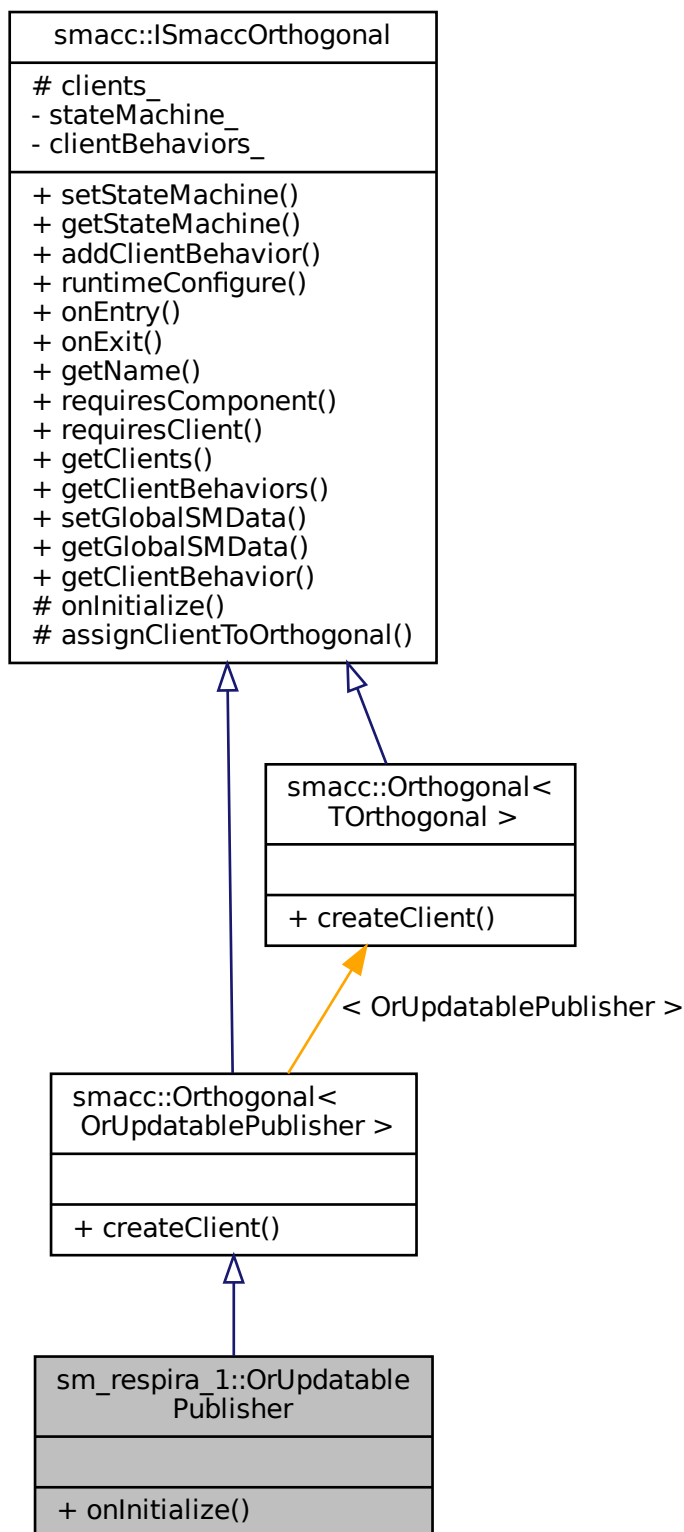 smacc::ISmaccOrthogonal
# clients_
- stateMachine_
- clientBehaviors_
+ setStateMachine()
+ getStateMachine()
+ addClientBehavior()
+ runtimeConfigure()
+ onEntry()
+ onExit()
+ getName()
+ requiresComponent()
+ requiresClient()
+ getClients()
+ getClientBehaviors()
+ setGlobalSMData()
+ getGlobalSMData()
+ getClientBehavior()
# onInitialize()
# assignClientToOrthogonal()
smacc::Orthogonal<
TOrthogonal >
+ createClient()
< OrUpdatablePublisher >
smacc::Orthogonal<
OrUpdatablePublisher >
+ createClient()
sm_respira_1::OrUpdatable
Publisher
+ onInitialize()